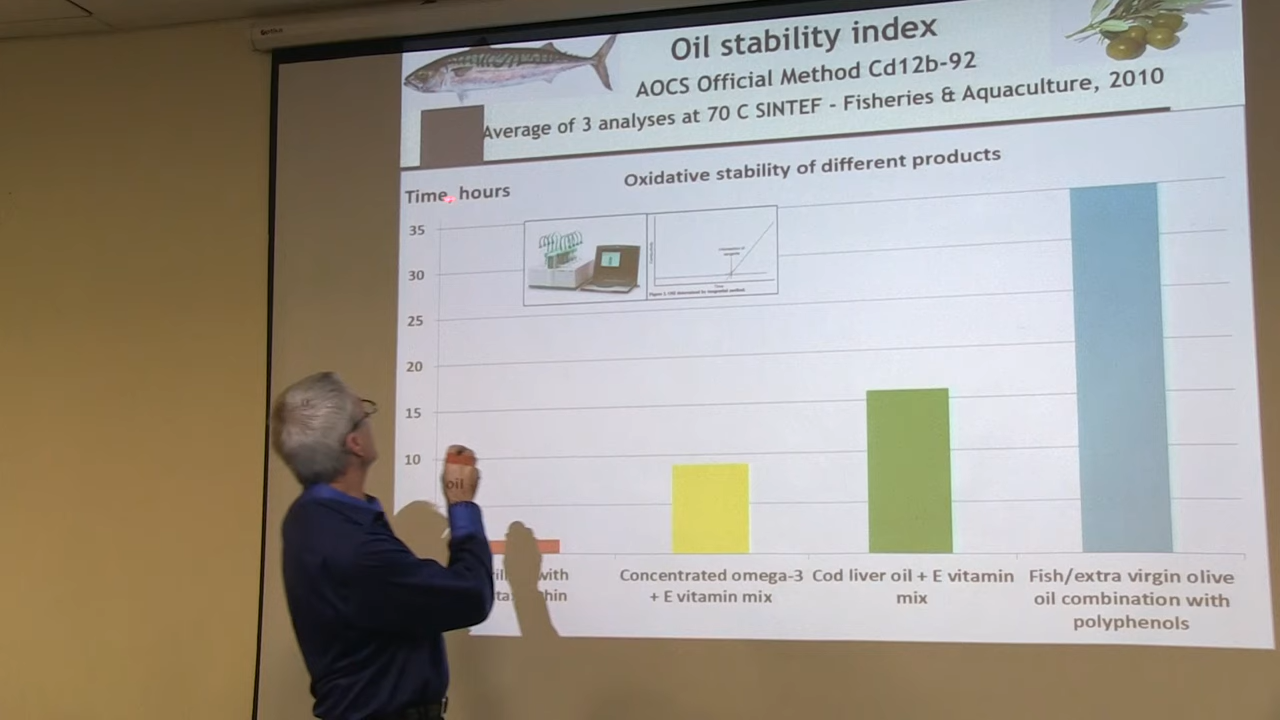 Oil stability index
AOCS Official Method Cd12b-92
Average of 3 analyses at 70 C SINTEF - Fisheries & Aquaculture, 2010
Oxidative stability of different products
Time, hours
35
30
25
20
15
10
oil
with
Concentrated omega-3
+ E vitamin mix
Cod liver oil + E vitamin
mix
Fish/extra virgin olive
oil combination with
polyphenols